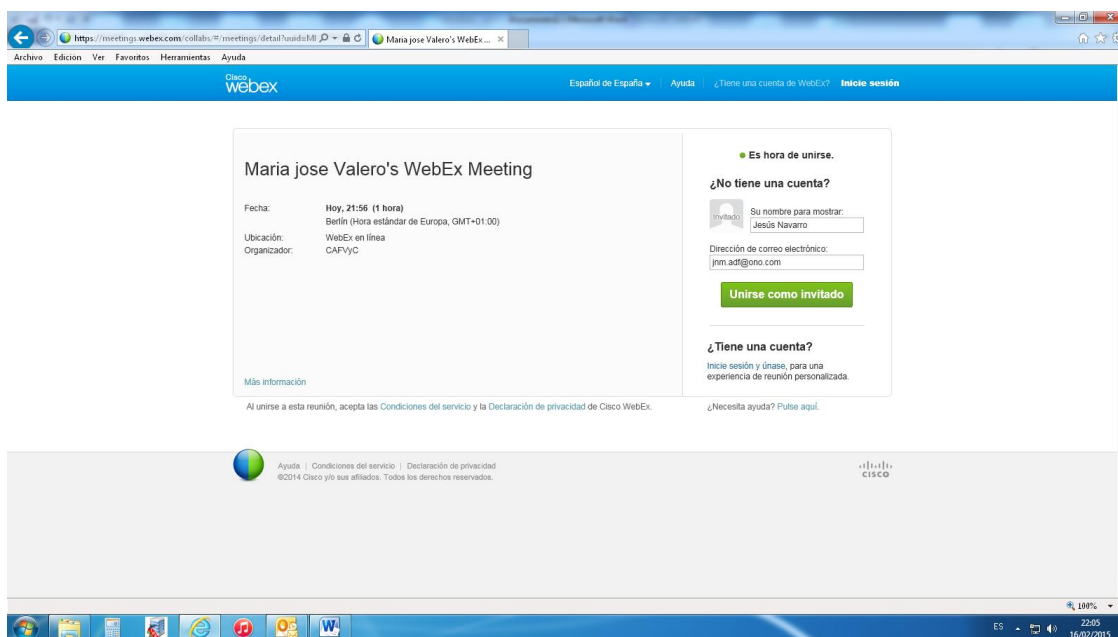 https://meetings.webex.com/collabs/#/meetings/detail?uuid=MI
Maria jose Valero's WebEx ...
Archivo Edición Ver Favoritos Herramientas Ayuda
Cisco webex
Español de España
Ayuda
¿Tiene una cuenta de WebEx? Inicie sesión
Maria jose Valero's WebEx Meeting
Fecha: Hoy, 21:56 (1 hora)
Berlín (Hora estándar de Europa, GMT+01:00)
Ubicación: WebEx en línea
Organizador: CAFVyC
Más información
Es hora de unirse.
¿No tiene una cuenta?
Invitado
Su nombre para mostrar:
Jesús Navarro
Dirección de correo electrónico:
jnm.adf@ono.com
Unirse como invitado
¿Tiene una cuenta?
Inicie sesión y únase, para una
experiencia de reunión personalizada.
Al unirse a esta reunión, acepta las Condiciones del servicio y la Declaración de privacidad de Cisco WebEx.
¿Necesita ayuda? Pulse aquí.
Ayuda | Condiciones del servicio | Declaración de privacidad
©2014 Cisco y/o sus afiliados. Todos los derechos reservados.
CISCO
100%
ES
22:05
16/02/2015